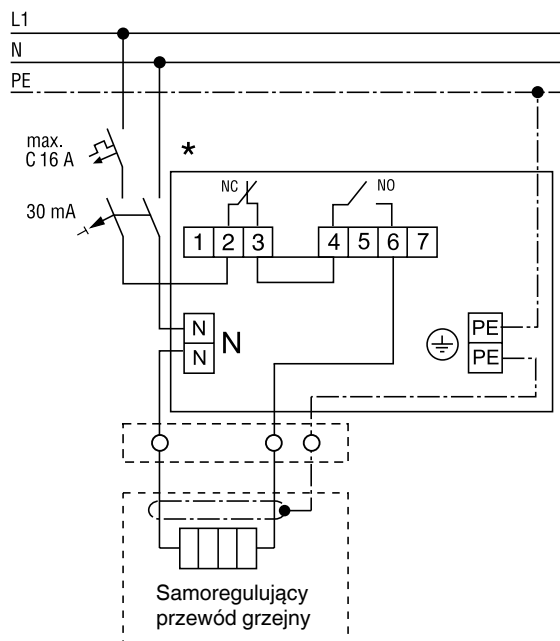 L1
N
PE
max.
C 16 A
*
30 mA
NC
NO
1 2 3
4 5 6 7
N
N
N
PE
PE
Samoregulujący
przewód grzejny